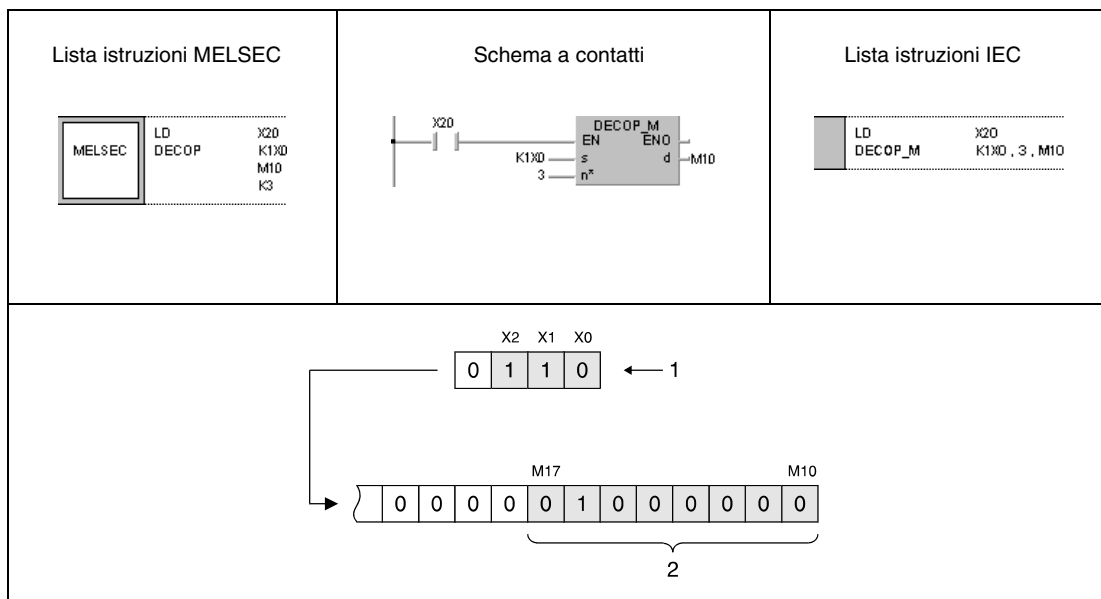 Lista istruzioni MELSEC
MELSEC
LD X20
DECOP K1X0
M10
K3
Schema a contatti
X20
DECOP_M
EN ENO
K1X0 s d M10
3 n*
Lista istruzioni IEC
LD X20
DECOP_M K1X0 , 3 , M10
X2 X1 X0
0 1 1 0 1
M17 M10
0 0 0 0 0 1 0 0 0 0 0 0
2